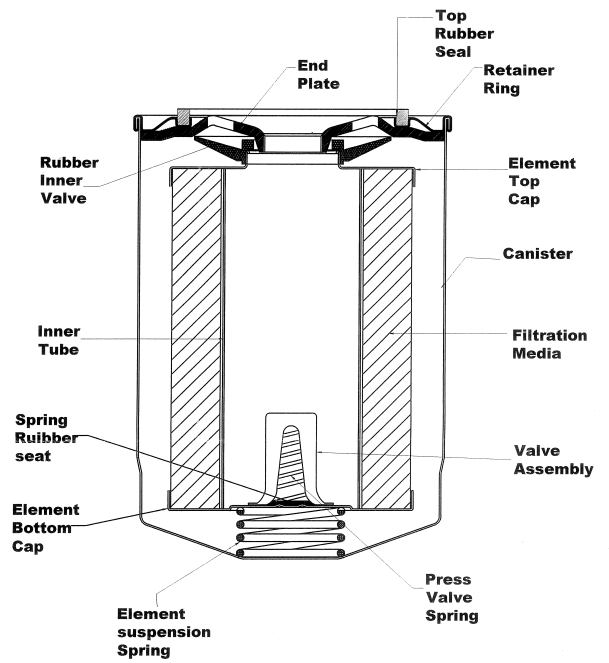 Top
Rubber
Seal
End
Plate
Retainer
Ring
Rubber
Inner
Valve
Element
Top
Cap
Canister
Inner
Tube
Filtration
Media
Spring
Ruibber
seat
Valve
Assembly
Element
Bottom
Cap
Press
Valve
Spring
Element
suspension
Spring